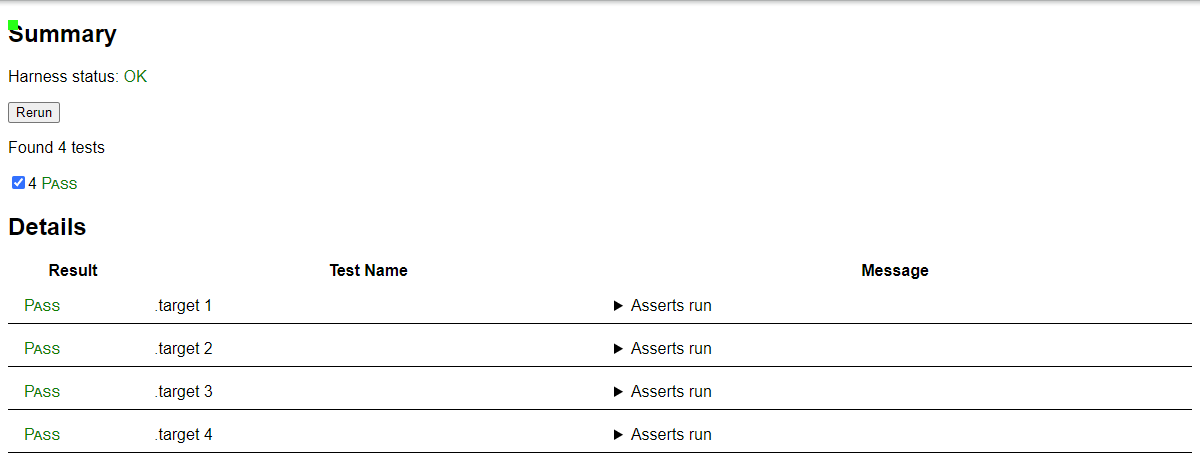 Summary
Harness status: OK
Rerun
Found 4 tests
4 Pass
Details
Result Test Name Message
Pass .target 1 Asserts run
Pass .target 2 Asserts run
Pass .target 3 Asserts run
Pass .target 4 Asserts run